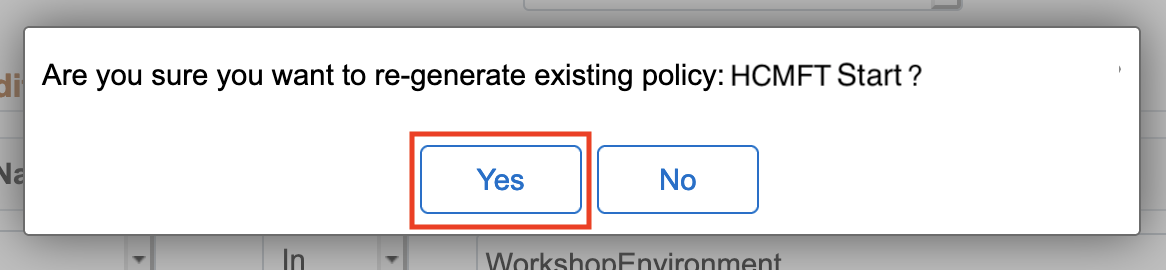 Are you sure you want to re-generate existing policy: HCMFT Start ?
Yes No
In WorkshopEnvironment